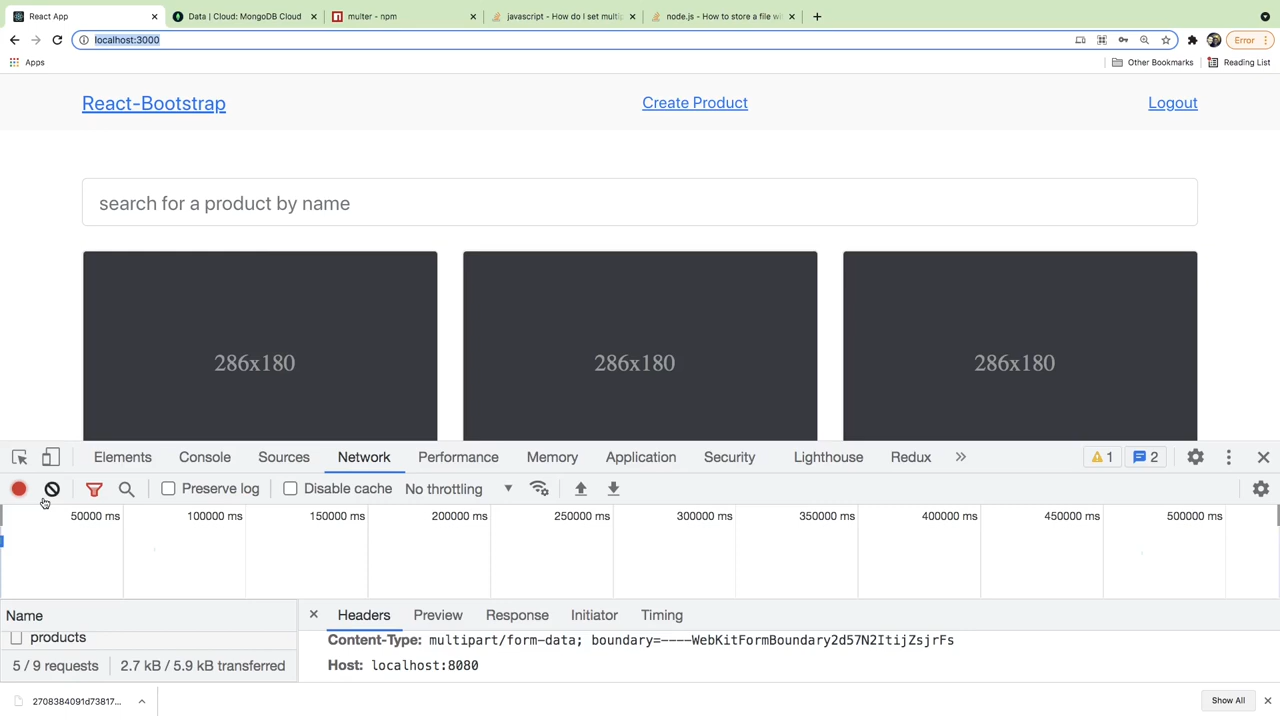 React App
Data | Cloud: MongoDB Cloud
multer - npm
javascript - How do I set multip
node.js - How to store a file wi
localhost:3000
Error
Apps
Other Bookmarks
Reading List
React-Bootstrap
Create Product
Logout
search for a product by name
286x180
286x180
286x180
Elements
Console
Sources
Network
Performance
Memory
Application
Security
Lighthouse
Redux
1
2
Preserve log
Disable cache
No throttling
50000 ms
100000 ms
150000 ms
200000 ms
250000 ms
300000 ms
350000 ms
400000 ms
450000 ms
500000 ms
Name
Headers
Preview
Response
Initiator
Timing
products
Content-Type: multipart/form-data; boundary=----WebKitFormBoundary2d57N2ItijZsjrFs
5 / 9 requests
2.7 kB / 5.9 kB transferred
Host: localhost:8080
2708384091d73817...
Show All